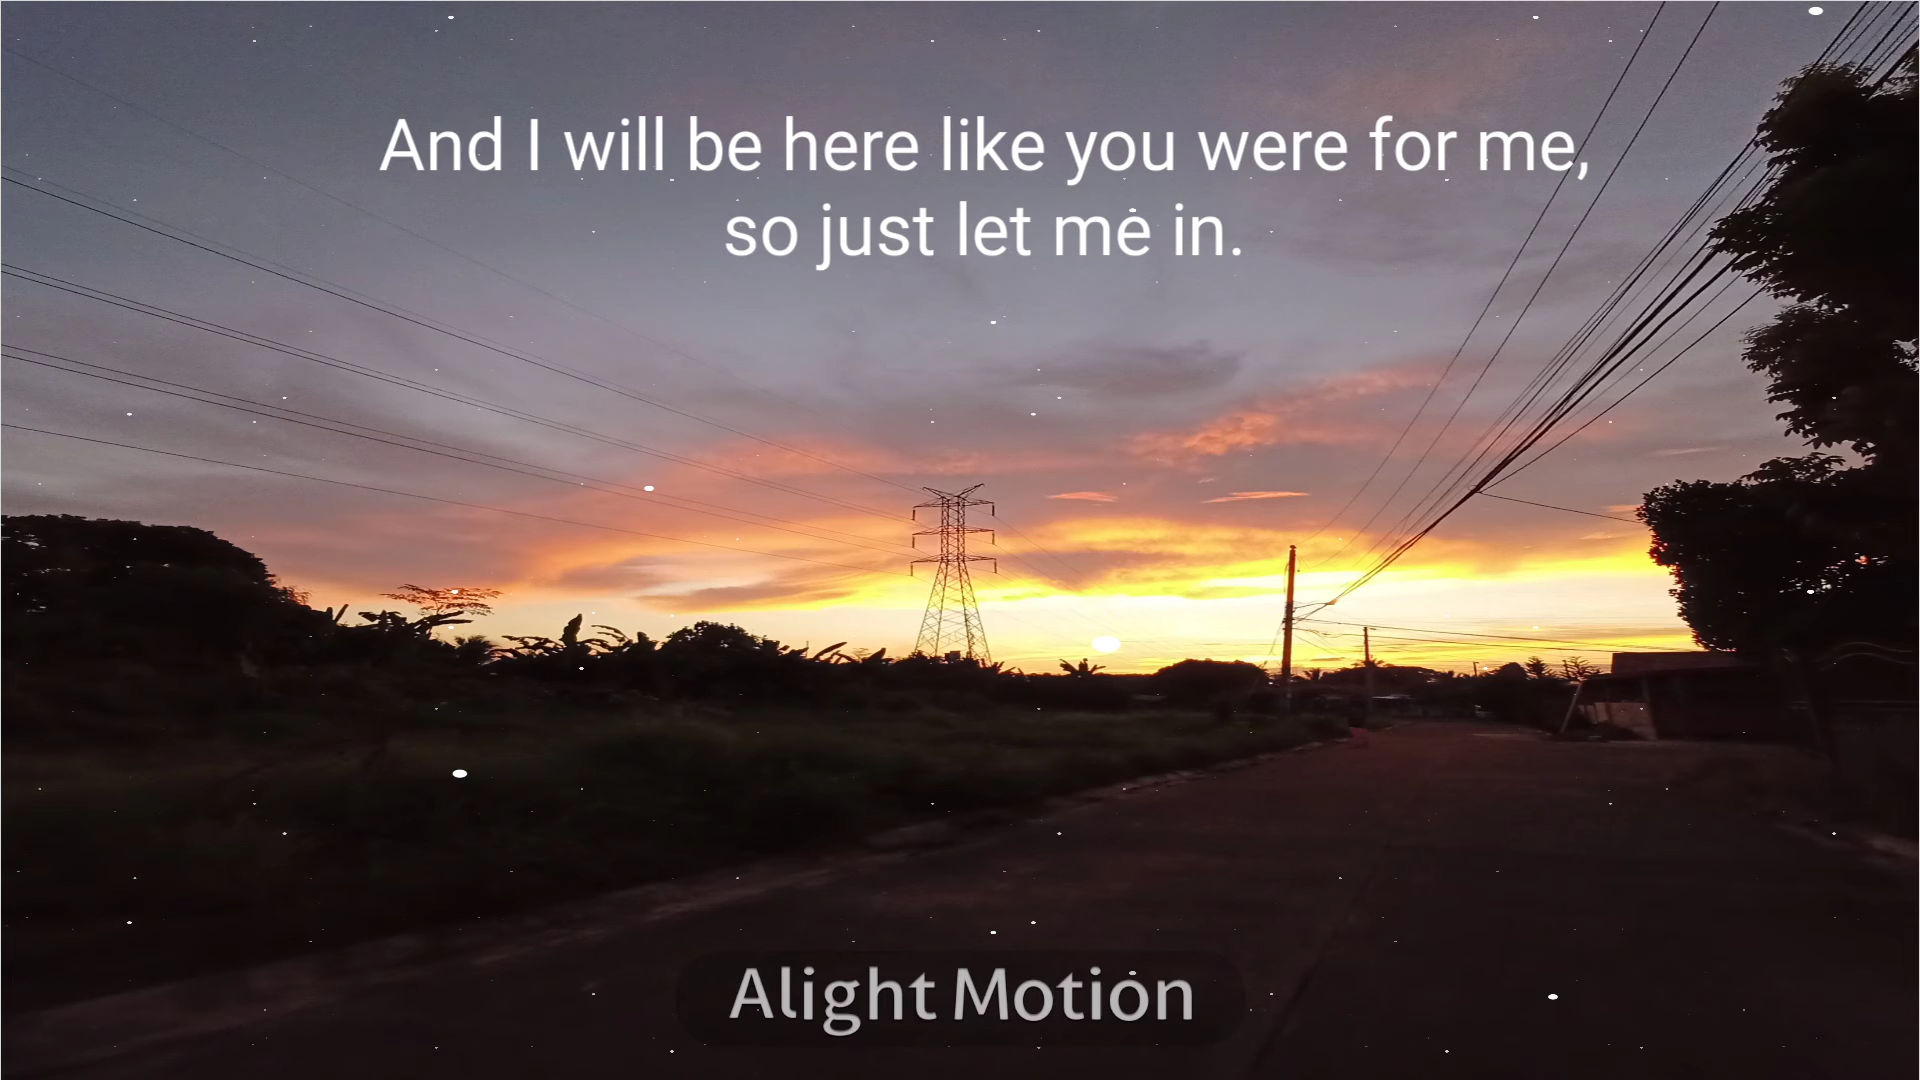 And I will be here like you were for me,
so just let me in.
Alight Motion